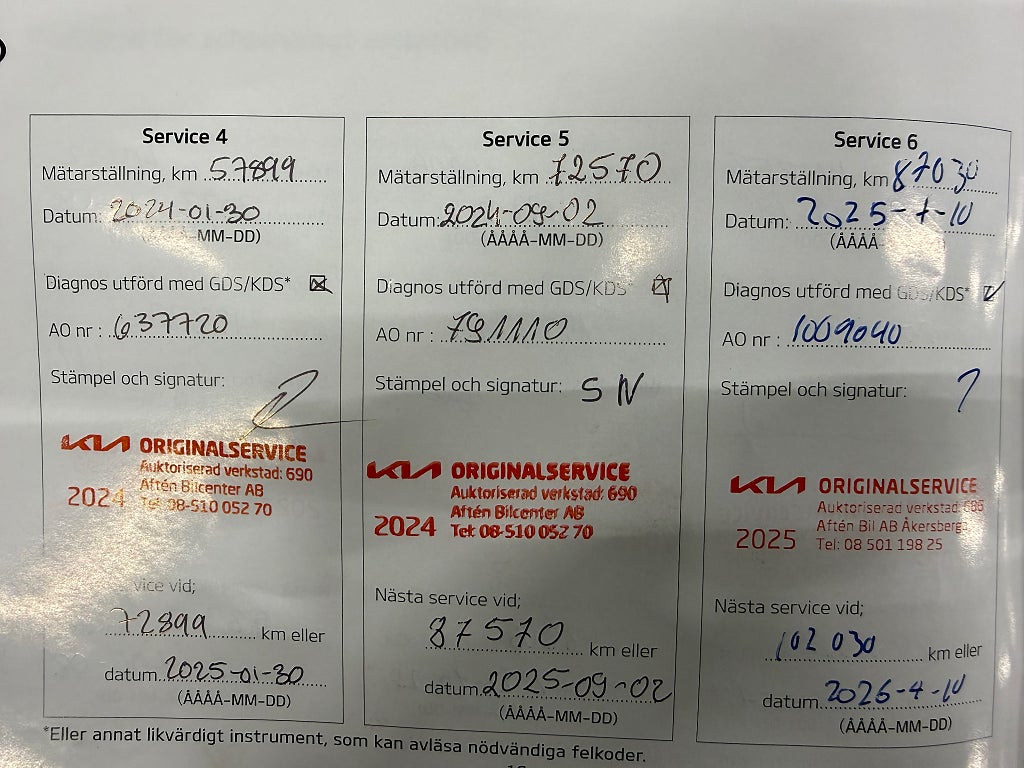 Service 4
Mätarställning, km 57899
Datum: 2024-01-30
MM-DD)
Diagnos utförd med GDS/KDS*
AO nr : 637720
Stämpel och signatur:
KIA ORIGINALSERVICE
Auktoriserad verkstad: 690
Aftén Bilcenter AB
2024 Tel: 08-510 052 70
vice vid;
72899 km eller
datum 2025-01-30
(ÅÅÅÅ-MM-DD)
Service 5
Mätarställning, km 72570
Datum: 2024-09-02
(ÅÅÅÅ-MM-DD)
Diagnos utförd med GDS/KDS*
AO nr : 791110
Stämpel och signatur: SN
KIA ORIGINALSERVICE
Auktoriserad verkstad: 690
Aftén Bilcenter AB
2024 Tel: 08-510 052 70
Nästa service vid;
87570 km eller
datum 2025-09-02
(ÅÅÅÅ-MM-DD)
Service 6
Mätarställning, km 87030
Datum: 2025-4-10
(ÅÅÅÅ
Diagnos utförd med GDS/KDS*
AO nr : 1009040
Stämpel och signatur:
KIA ORIGINALSERVICE
Auktoriserad verkstad:
Aftén Bil AB Åkersberga
2025 Tel: 08 501 198 25
Nästa service vid;
102 030 km eller
datum 2026-4-10
(ÅÅÅÅ-MM-DD)
*Eller annat likvärdigt instrument, som kan avläsa nödvändiga felkoder.